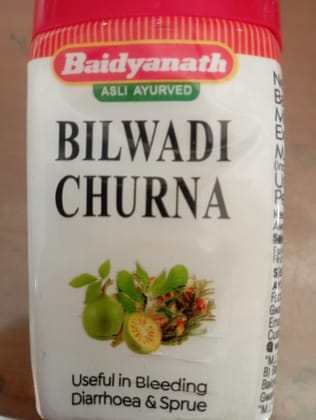 Baidyanath
ASLI AYURVED
BILWADI
CHURNA
Useful in Bleeding
Diarrhoea & Sprue